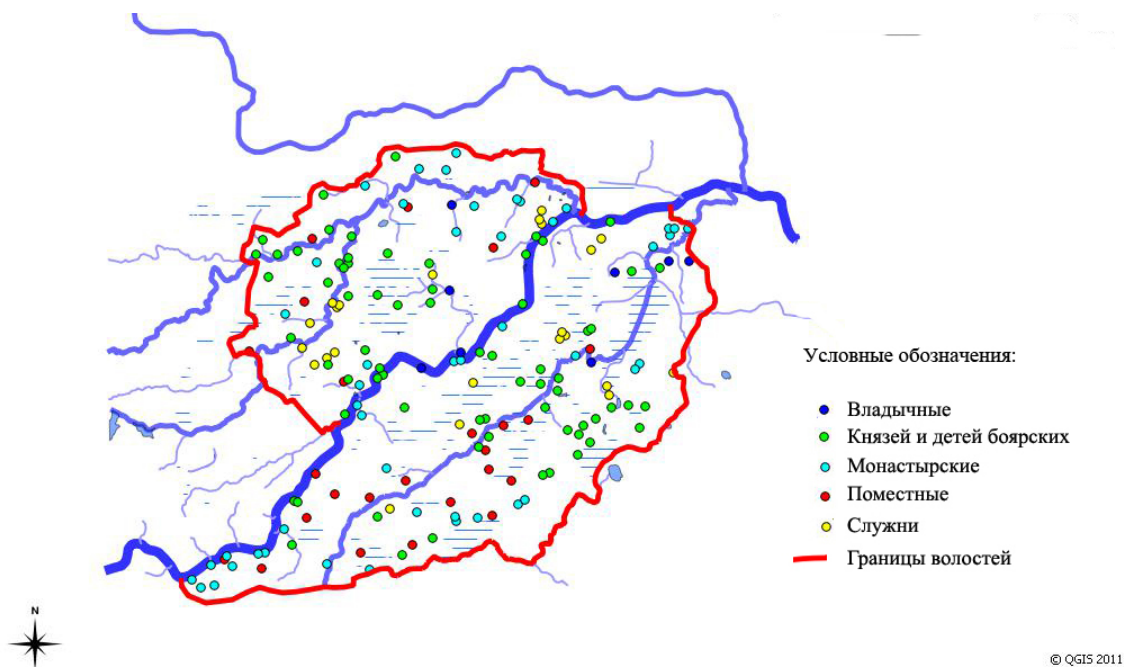 Условные обозначения:
Владычные
Князей и детей боярских
Монастырские
Поместные
Служни
Границы волостей
N
© QGIS 2011